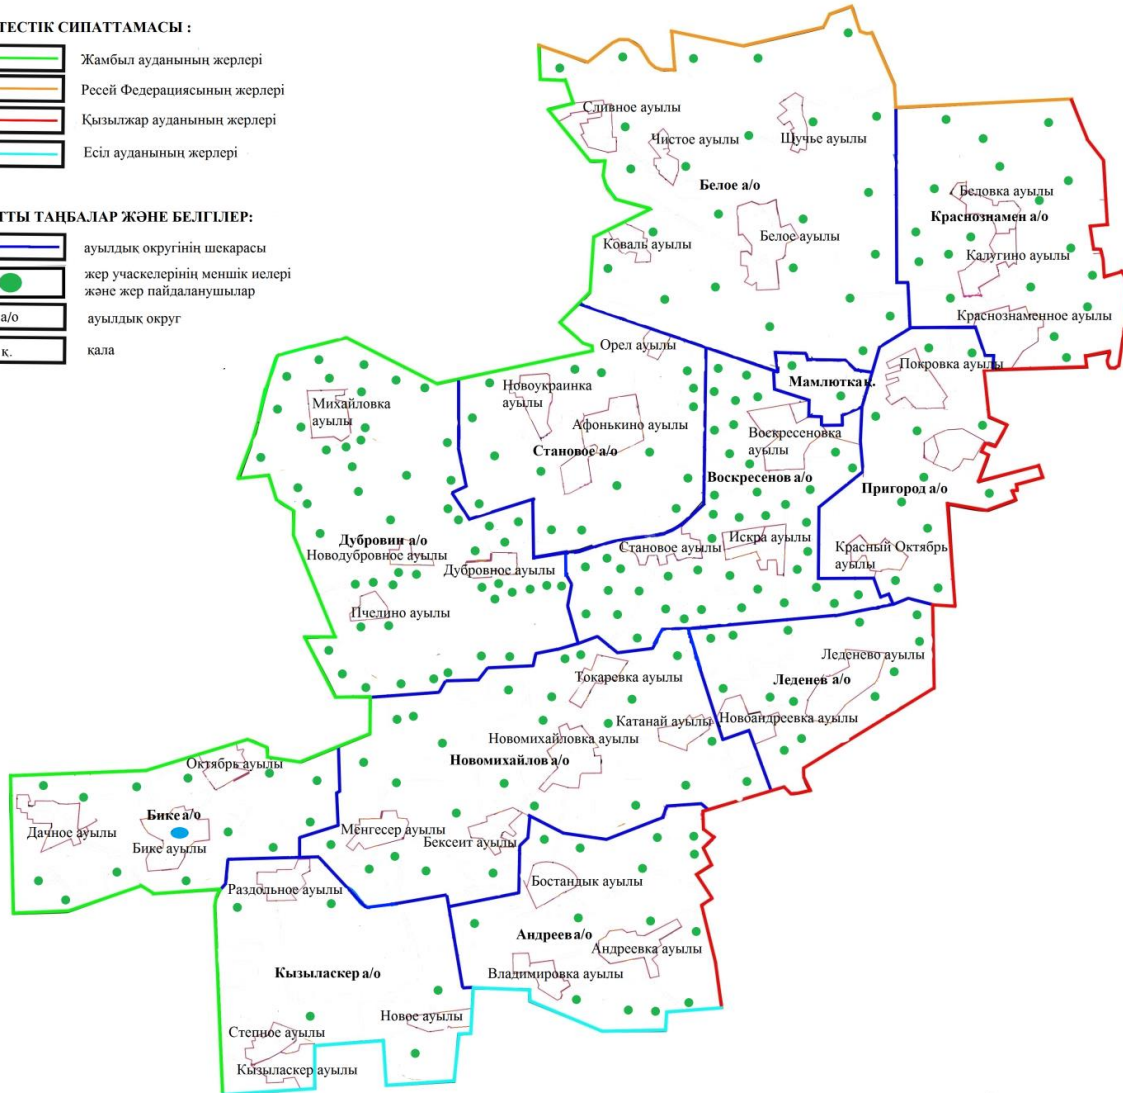 ТЕСТІК СИПАТТАМАСЫ :
Жамбыл ауданының жерлері
Ресей Федерациясының жерлері
Қызылжар ауданының жерлері
Есіл ауданының жерлері
ТТЫ ТАҢБАЛАР ЖӘНЕ БЕЛГІЛЕР:
ауылдық округінің шекарасы
жер учаскелерінің меншік иелері
және жер пайдаланушылар
а/о
ауылдық округ
қ.
қала
Сливное ауылы
Чистое ауылы
Щучье ауылы
Белое а/о
Беловка ауылы
Краснознамен а/о
Коваль ауылы
Белое ауылы
Калугино ауылы
Краснознаменное ауылы
Орел ауылы
Покровка ауылы
Мамлютка қ.
Новоукраинка
ауылы
Михайловка
ауылы
Афонькино ауылы
Становое а/о
Воскресеновка
ауылы
Воскресенов а/о
Пригород а/о
Дубровин а/о
Новодубровное ауылы
Дубровное ауылы
Становое ауылы
Искра ауылы
Красный Октябрь
ауылы
Пчелино ауылы
Леденево ауылы
Токаревка ауылы
Леденев а/о
Катанай ауылы
Новоандреевка ауылы
Новомихайловка ауылы
Новомихайлов а/о
Октябрь ауылы
Бике а/о
Дачное ауылы
Бике ауылы
Менгесер ауылы
Бексеит ауылы
Раздольное ауылы
Бостандык ауылы
Андреев а/о
Андреевка ауылы
Кызыласкер а/о
Владимировка ауылы
Новое ауылы
Степное ауылы
Кызыласкер ауылы